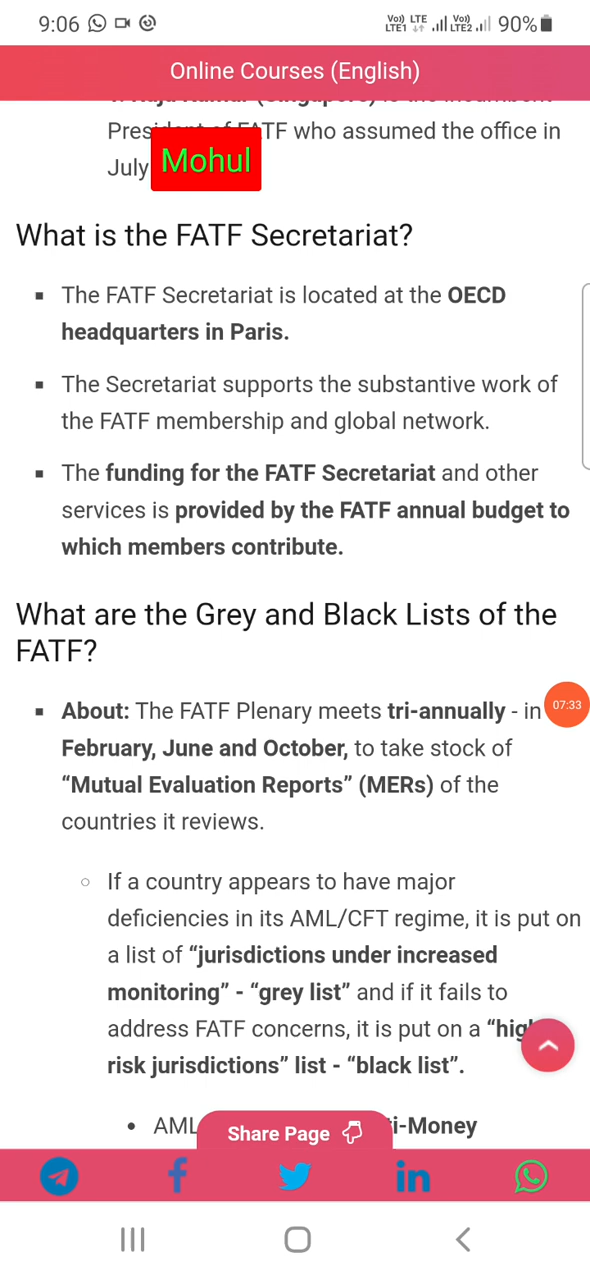 9:06
Vo)) LTE
LTE1
Vo))
LTE2
90%
Online Courses (English)
President of FATF who assumed the office in
July
Mohul
What is the FATF Secretariat?
▪ The FATF Secretariat is located at the OECD
headquarters in Paris.
▪ The Secretariat supports the substantive work of
the FATF membership and global network.
▪ The funding for the FATF Secretariat and other
services is provided by the FATF annual budget to
which members contribute.
What are the Grey and Black Lists of the
FATF?
▪ About: The FATF Plenary meets tri-annually - in
07:33
February, June and October, to take stock of
“Mutual Evaluation Reports” (MERs) of the
countries it reviews.
○ If a country appears to have major
deficiencies in its AML/CFT regime, it is put on
a list of “jurisdictions under increased
monitoring” - “grey list” and if it fails to
address FATF concerns, it is put on a “high
risk jurisdictions” list - “black list”.
• AML
i-Money
Share Page
f
in